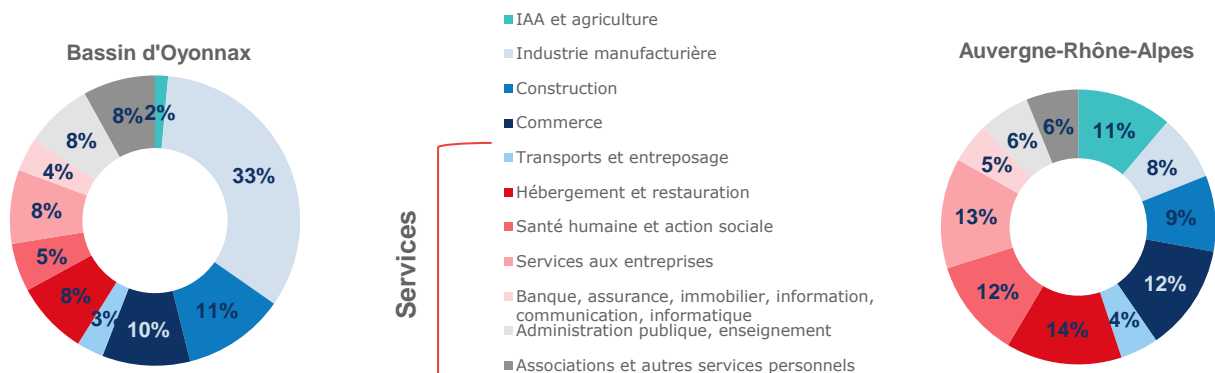 Bassin d'Oyonnax
2%
33%
11%
10%
3%
8%
5%
8%
4%
8%
8%
Services
IAA et agriculture
Industrie manufacturière
Construction
Commerce
Transports et entreposage
Hébergement et restauration
Santé humaine et action sociale
Services aux entreprises
Banque, assurance, immobilier, information,
communication, informatique
Administration publique, enseignement
Associations et autres services personnels
Auvergne-Rhône-Alpes
11%
8%
9%
12%
4%
14%
12%
13%
5%
6%
6%